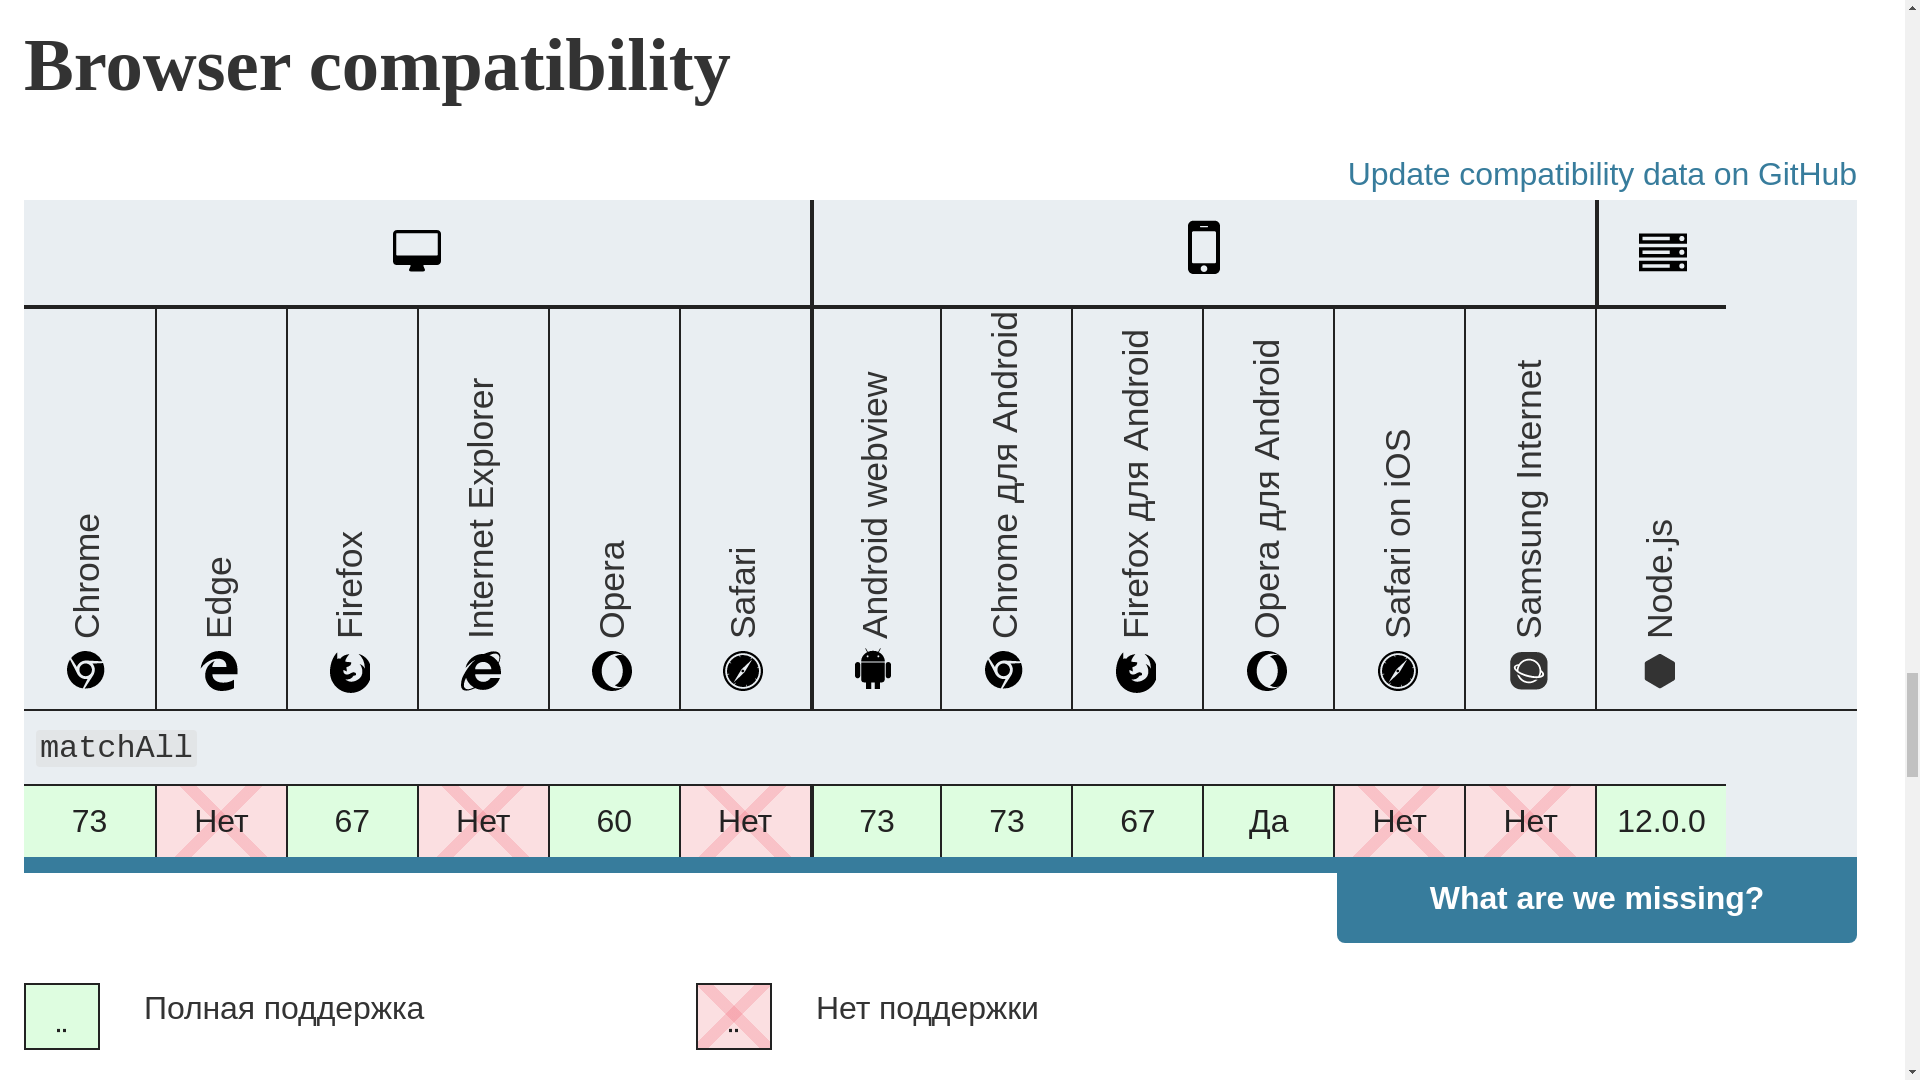 Browser compatibility
Update compatibility data on GitHub
Chrome
Edge
Firefox
Internet Explorer
Opera
Safari
Android webview
Chrome для Android
Firefox для Android
Opera для Android
Safari on iOS
Samsung Internet
Node.js
matchAll
73 Нет 67 Нет 60 Нет 73 73 67 Да Нет Нет 12.0.0
What are we missing?
.. Полная поддержка .. Нет поддержки